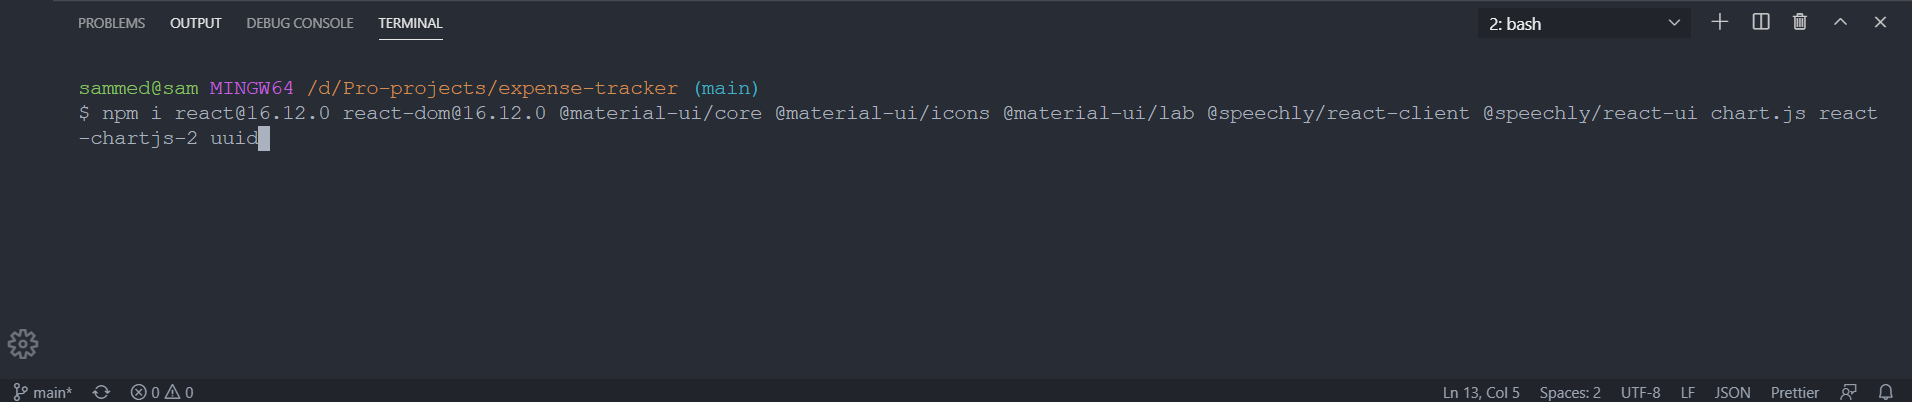 PROBLEMS OUTPUT DEBUG CONSOLE TERMINAL 2: bash
sammed@sam MINGW64 /d/Pro-projects/expense-tracker (main)
$ npm i react@16.12.0 react-dom@16.12.0 @material-ui/core @material-ui/icons @material-ui/lab @speechly/react-client @speechly/react-ui chart.js react
-chartjs-2 uuid
main* 0 0 Ln 13, Col 5 Spaces: 2 UTF-8 LF JSON Prettier